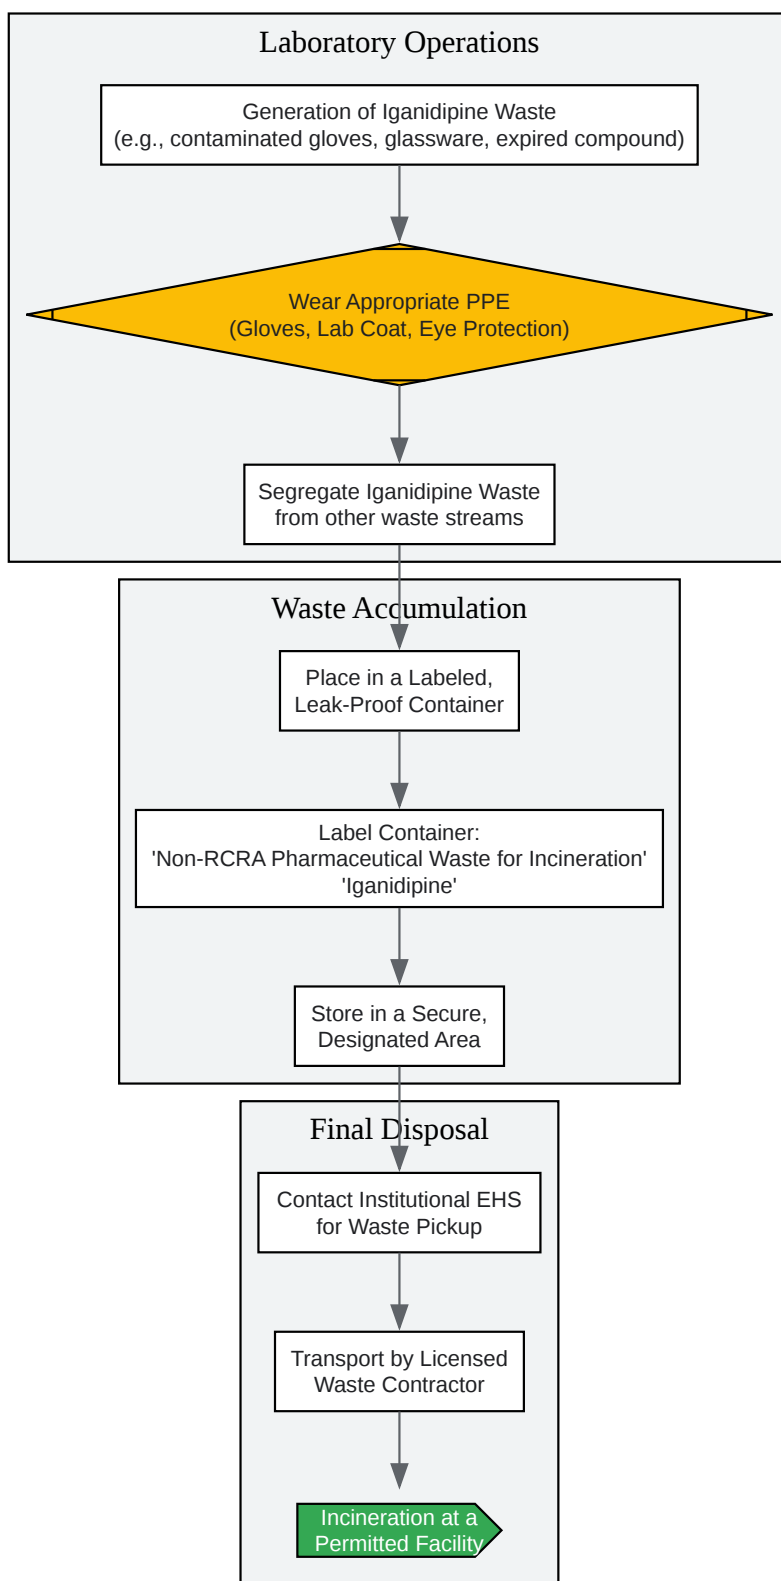 Laboratory Operations
Generation of Iganidipine Waste
(e.g., contaminated gloves, glassware, expired compound)
Wear Appropriate PPE
(Gloves, Lab Coat, Eye Protection)
Segregate Iganidipine Waste
from other waste streams
Waste Accumulation
Place in a Labeled,
Leak-Proof Container
Label Container:
'Non-RCRA Pharmaceutical Waste for Incineration'
'Iganidipine'
Store in a Secure,
Designated Area
Final Disposal
Contact Institutional EHS
for Waste Pickup
Transport by Licensed
Waste Contractor
Incineration at a
Permitted Facility